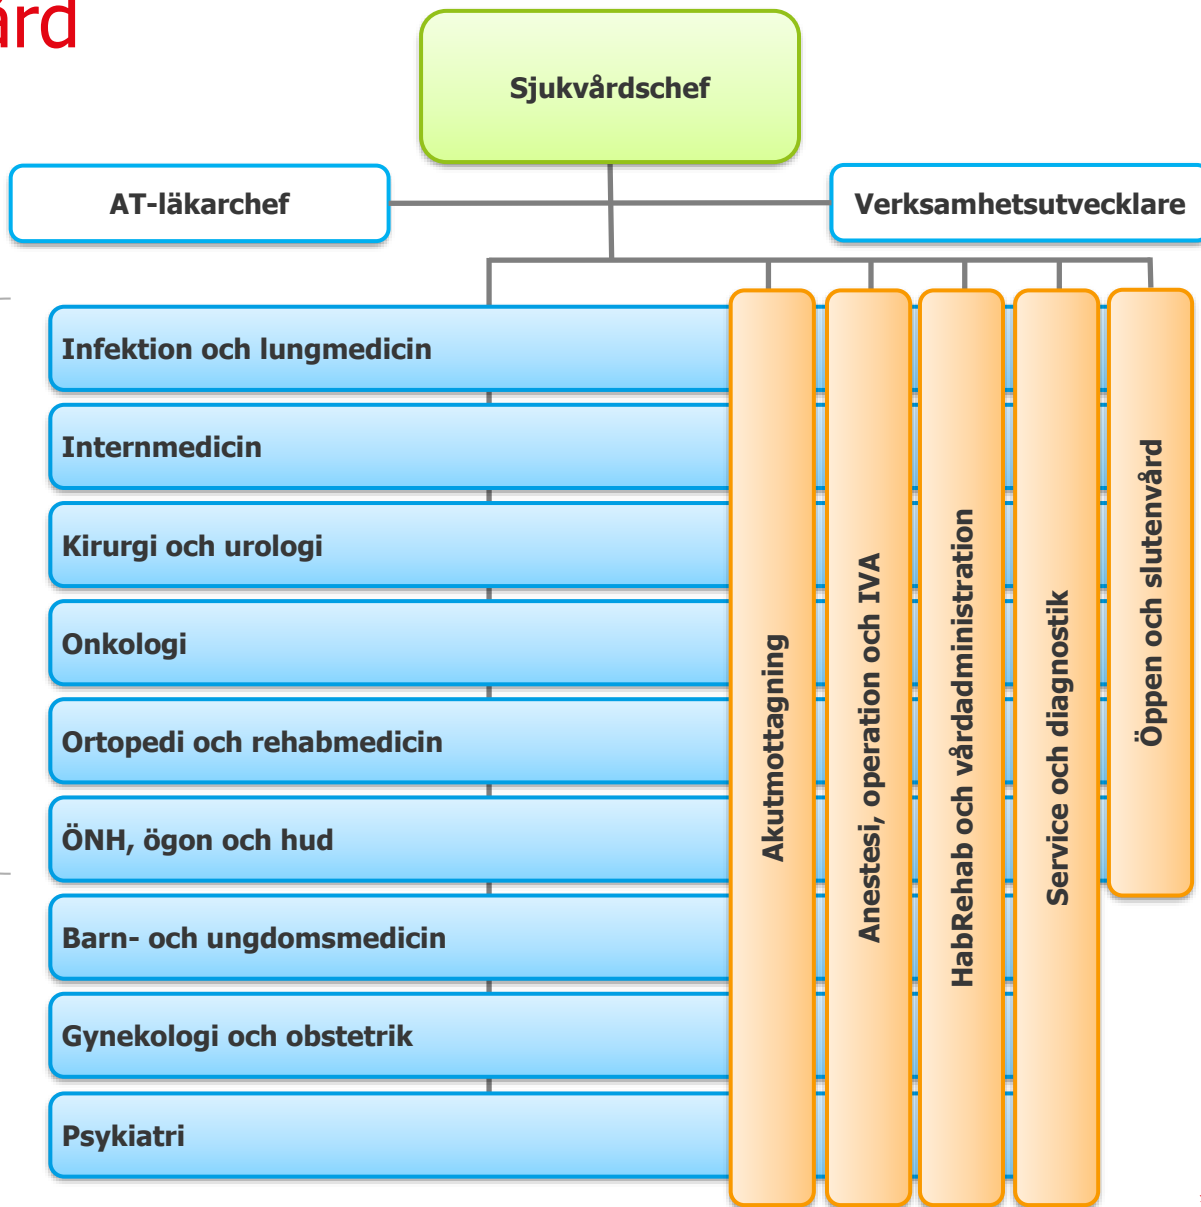 Sjukvårdschef
AT-läkarchef
Verksamhetsutvecklare
Infektion och lungmedicin
Internmedicin
Kirurgi och urologi
Onkologi
Ortopedi och rehabmedicin
ÖNH, ögon och hud
Barn- och ungdomsmedicin
Gynekologi och obstetrik
Psykiatri
Akutmottagning
Anestesi, operation och IVA
HabRehab och vårdadministration
Service och diagnostik
Öppen och slutenvård